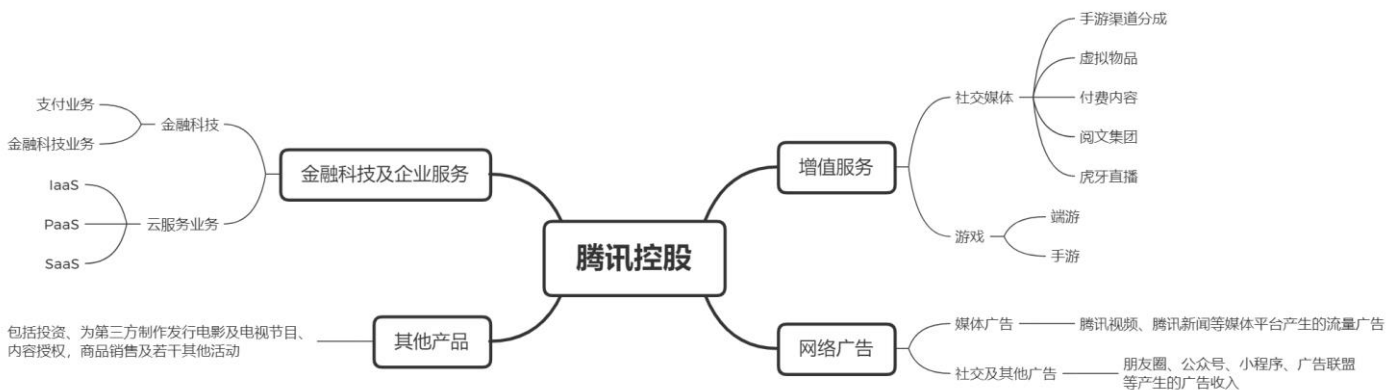 腾讯控股
增值服务
社交媒体
手游渠道分成
虚拟物品
付费内容
阅文集团
虎牙直播
游戏
端游
手游
网络广告
媒体广告
腾讯视频、腾讯新闻等媒体平台产生的流量广告
社交及其他广告
朋友圈、公众号、小程序、广告联盟
等产生的广告收入
金融科技及企业服务
金融科技
支付业务
金融科技业务
云服务业务
IaaS
PaaS
SaaS
其他产品
包括投资、为第三方制作发行电影及电视节目、
内容授权，商品销售及若干其他活动